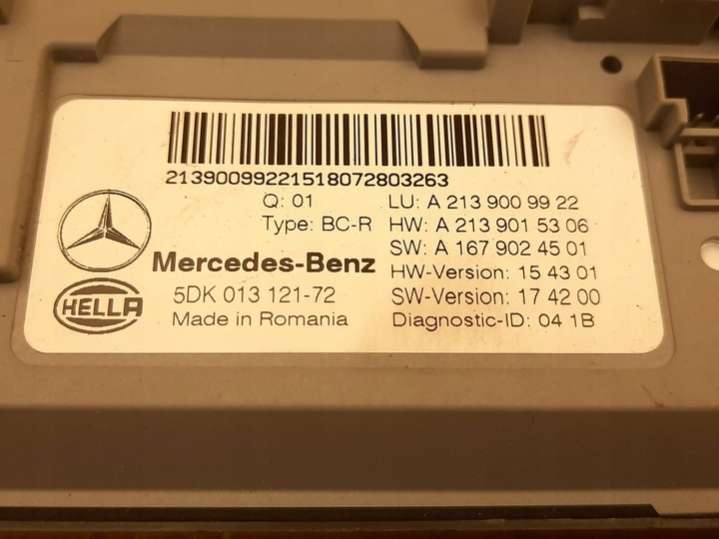 21390099221518072803263
Q: 01 LU: A 213 900 99 22
Type: BC-R HW: A 213 901 53 06
SW: A 167 902 45 01
Mercedes-Benz HW-Version: 15 43 01
HELLA 5DK 013 121-72 SW-Version: 17 42 00
Made in Romania Diagnostic-ID: 04 1B